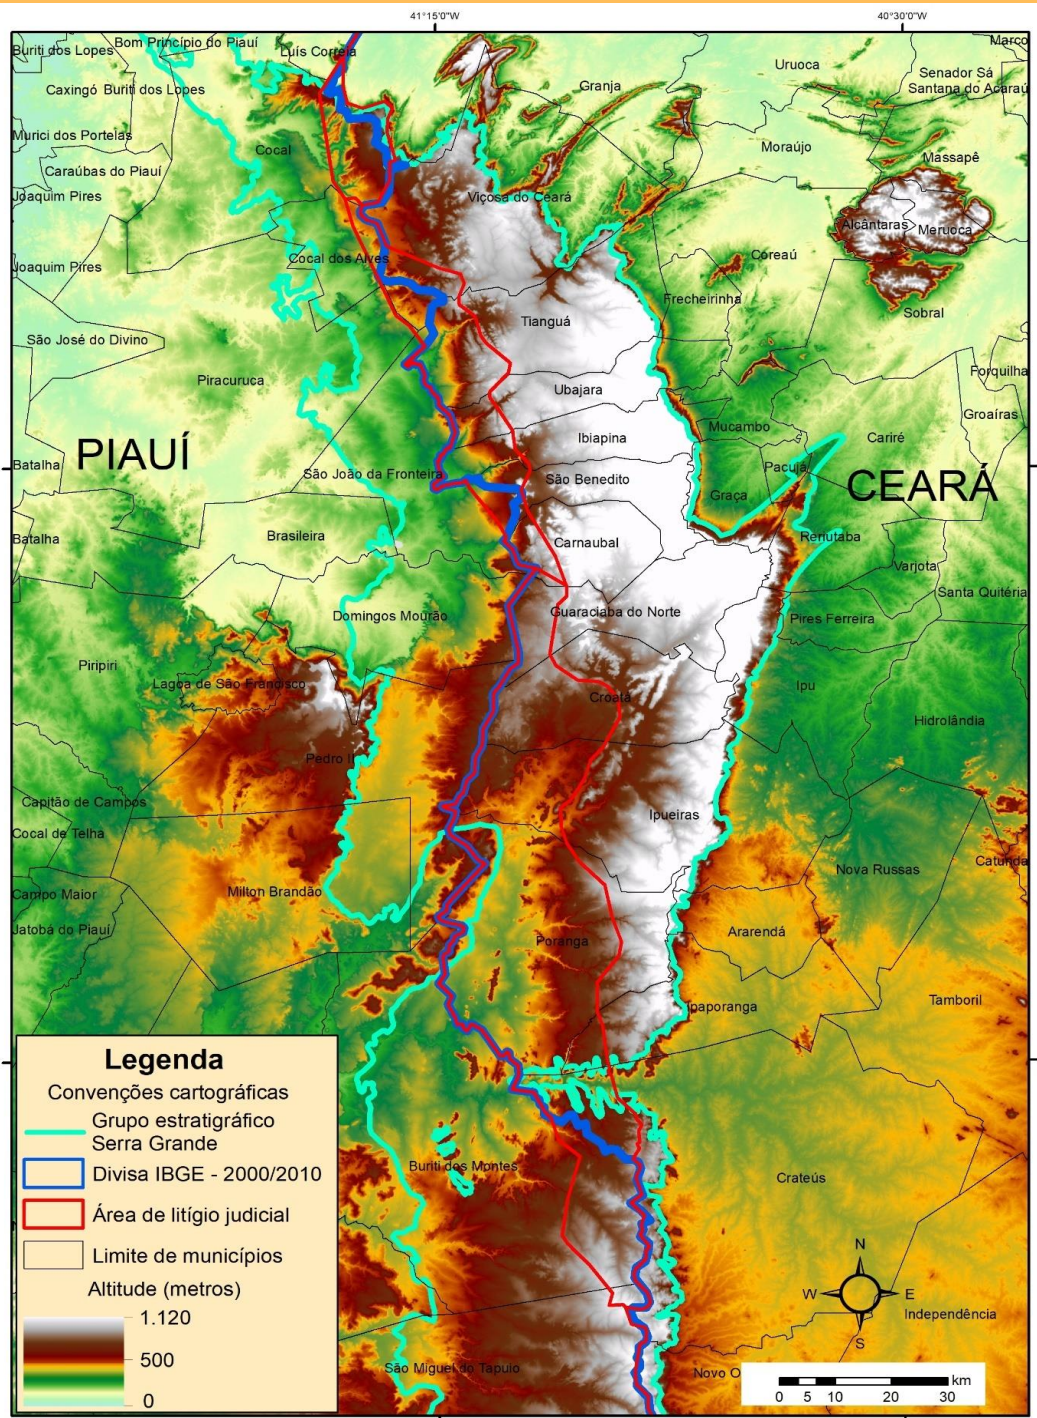 41°15'0"W
40°30'0"W
Buriti dos Lopes
Bom Princípio do Piauí
Luís Correia
Marco
Uruoca
Senador Sá
Santana do Acaraú
Caxingó
Buriti dos Lopes
Granja
Murici dos Portelas
Cocal
Moraújo
Massapê
Caraúbas do Piauí
Joaquim Pires
Viçosa do Ceará
Alcântaras
Meruoca
Joaquim Pires
Cocal dos Alves
Coreaú
Frecheirinha
Sobral
São José do Divino
Tianguá
Forquilha
Piracuruca
Ubajara
Groaíras
Mucambo
Ibiapina
Cariré
PIAUÍ
Batalha
São João da Fronteira
São Benedito
Pacujá
Graça
CEARÁ
Batalha
Brasileira
Carnaubal
Reriutaba
Varjota
Santa Quitéria
Domingos Mourão
Guaraciaba do Norte
Pires Ferreira
Piripiri
Lagoa de São Francisco
Croatá
Ipu
Hidrolândia
Pedro II
Capitão de Campos
Ipueiras
Cocal de Telha
Catunda
Nova Russas
Campo Maior
Milton Brandão
Jatobá do Piauí
Poranga
Ararendá
Ipaporanga
Tamboril
Legenda
Convenções cartográficas
Grupo estratigráfico
Serra Grande
Divisa IBGE - 2000/2010
Área de litígio judicial
Limite de municípios
Altitude (metros)
1.120
500
0
Buriti dos Montes
Crateús
N
W
E
S
Independência
São Miguel do Tapuio
Novo O
km
0 5 10 20 30